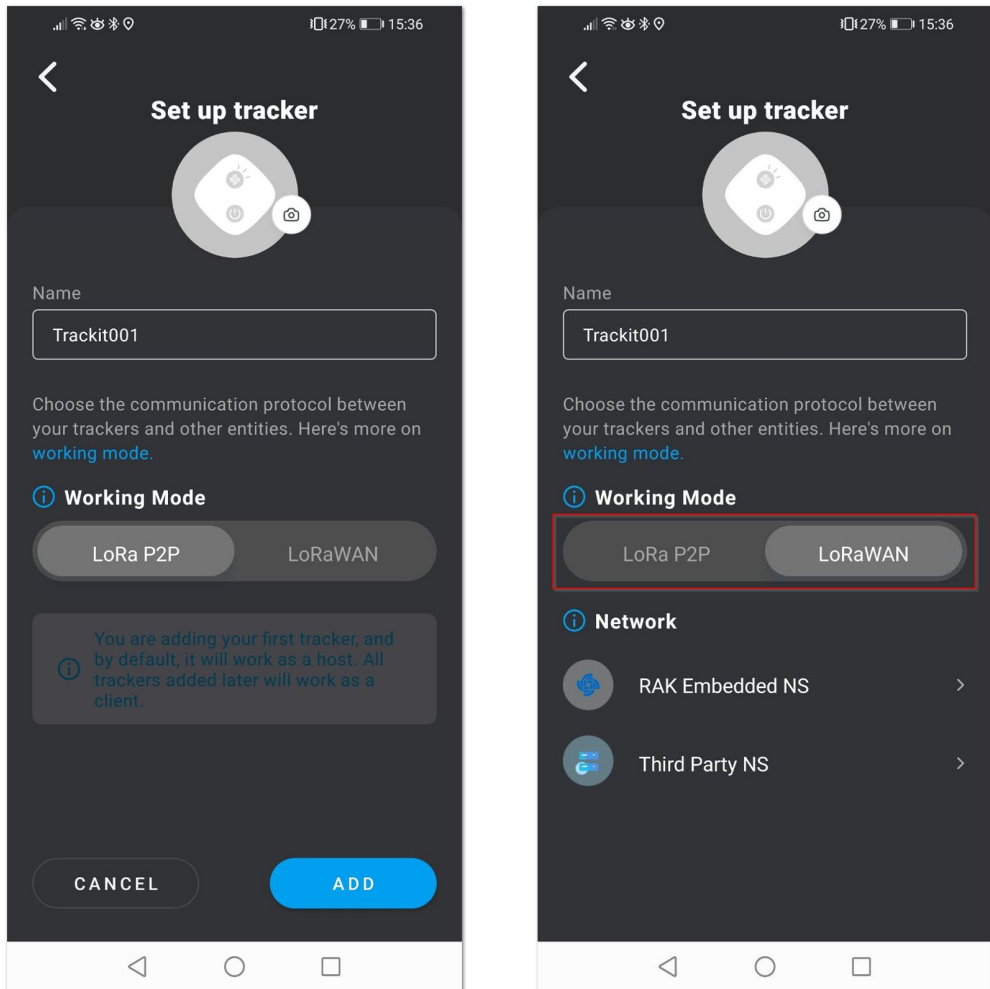 27% 15:36
Set up tracker
Name
Trackit001
Choose the communication protocol between
your trackers and other entities. Here's more on
working mode.
Working Mode
LoRa P2P LoRaWAN
You are adding your first tracker, and
by default, it will work as a host. All
trackers added later will work as a
client.
CANCEL ADD
27% 15:36
Set up tracker
Name
Trackit001
Choose the communication protocol between
your trackers and other entities. Here's more on
working mode.
Working Mode
LoRa P2P LoRaWAN
Network
RAK Embedded NS
Third Party NS